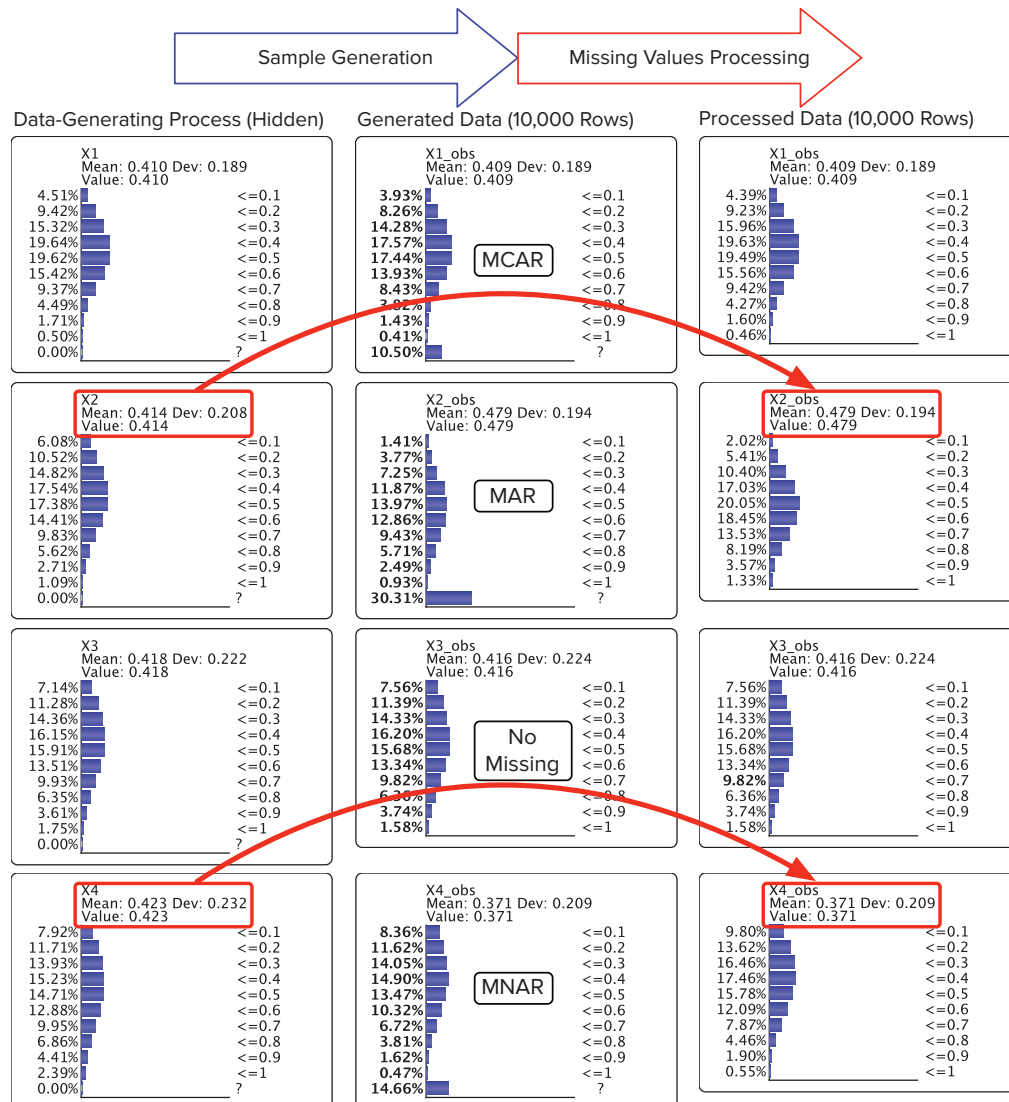 Sample Generation
Missing Values Processing
Data-Generating Process (Hidden)
Generated Data (10,000 Rows)
Processed Data (10,000 Rows)
X1
Mean: 0.410 Dev: 0.189
Value: 0.410
4.51% <=0.1
9.42% <=0.2
15.32% <=0.3
19.64% <=0.4
19.62% <=0.5
15.42% <=0.6
9.37% <=0.7
4.49% <=0.8
1.71% <=0.9
0.50% <=1
0.00% ?
X1_obs
Mean: 0.409 Dev: 0.189
Value: 0.409
3.93% <=0.1
8.26% <=0.2
14.28% <=0.3
17.57% <=0.4
17.44% <=0.5
13.93% <=0.6
8.43% <=0.7
3.82% <=0.8
1.43% <=0.9
0.41% <=1
10.50% ?
MCAR
X1_obs
Mean: 0.409 Dev: 0.189
Value: 0.409
4.39% <=0.1
9.23% <=0.2
15.96% <=0.3
19.63% <=0.4
19.49% <=0.5
15.56% <=0.6
9.42% <=0.7
4.27% <=0.8
1.60% <=0.9
0.46% <=1
X2
Mean: 0.414 Dev: 0.208
Value: 0.414
6.08% <=0.1
10.52% <=0.2
14.82% <=0.3
17.54% <=0.4
17.38% <=0.5
14.41% <=0.6
9.83% <=0.7
5.62% <=0.8
2.71% <=0.9
1.09% <=1
0.00% ?
X2_obs
Mean: 0.479 Dev: 0.194
Value: 0.479
1.41% <=0.1
3.77% <=0.2
7.25% <=0.3
11.87% <=0.4
13.97% <=0.5
12.86% <=0.6
9.43% <=0.7
5.71% <=0.8
2.49% <=0.9
0.93% <=1
30.31% ?
MAR
X2_obs
Mean: 0.479 Dev: 0.194
Value: 0.479
2.02% <=0.1
5.41% <=0.2
10.40% <=0.3
17.03% <=0.4
20.05% <=0.5
18.45% <=0.6
13.53% <=0.7
8.19% <=0.8
3.57% <=0.9
1.33% <=1
X3
Mean: 0.418 Dev: 0.222
Value: 0.418
7.14% <=0.1
11.28% <=0.2
14.36% <=0.3
16.15% <=0.4
15.91% <=0.5
13.51% <=0.6
9.93% <=0.7
6.35% <=0.8
3.61% <=0.9
1.75% <=1
0.00% ?
X3_obs
Mean: 0.416 Dev: 0.224
Value: 0.416
7.56% <=0.1
11.39% <=0.2
14.33% <=0.3
16.20% <=0.4
15.68% <=0.5
13.34% <=0.6
9.82% <=0.7
6.36% <=0.8
3.74% <=0.9
1.58% <=1
No
Missing
X3_obs
Mean: 0.416 Dev: 0.224
Value: 0.416
7.56% <=0.1
11.39% <=0.2
14.33% <=0.3
16.20% <=0.4
15.68% <=0.5
13.34% <=0.6
9.82% <=0.7
6.36% <=0.8
3.74% <=0.9
1.58% <=1
X4
Mean: 0.423 Dev: 0.232
Value: 0.423
7.92% <=0.1
11.71% <=0.2
13.93% <=0.3
15.23% <=0.4
14.71% <=0.5
12.88% <=0.6
9.95% <=0.7
6.86% <=0.8
4.41% <=0.9
2.39% <=1
0.00% ?
X4_obs
Mean: 0.371 Dev: 0.209
Value: 0.371
8.36% <=0.1
11.62% <=0.2
14.05% <=0.3
14.90% <=0.4
13.47% <=0.5
10.32% <=0.6
6.72% <=0.7
3.81% <=0.8
1.62% <=0.9
0.47% <=1
14.66% ?
MNAR
X4_obs
Mean: 0.371 Dev: 0.209
Value: 0.371
9.80% <=0.1
13.62% <=0.2
16.46% <=0.3
17.46% <=0.4
15.78% <=0.5
12.09% <=0.6
7.87% <=0.7
4.46% <=0.8
1.90% <=0.9
0.55% <=1